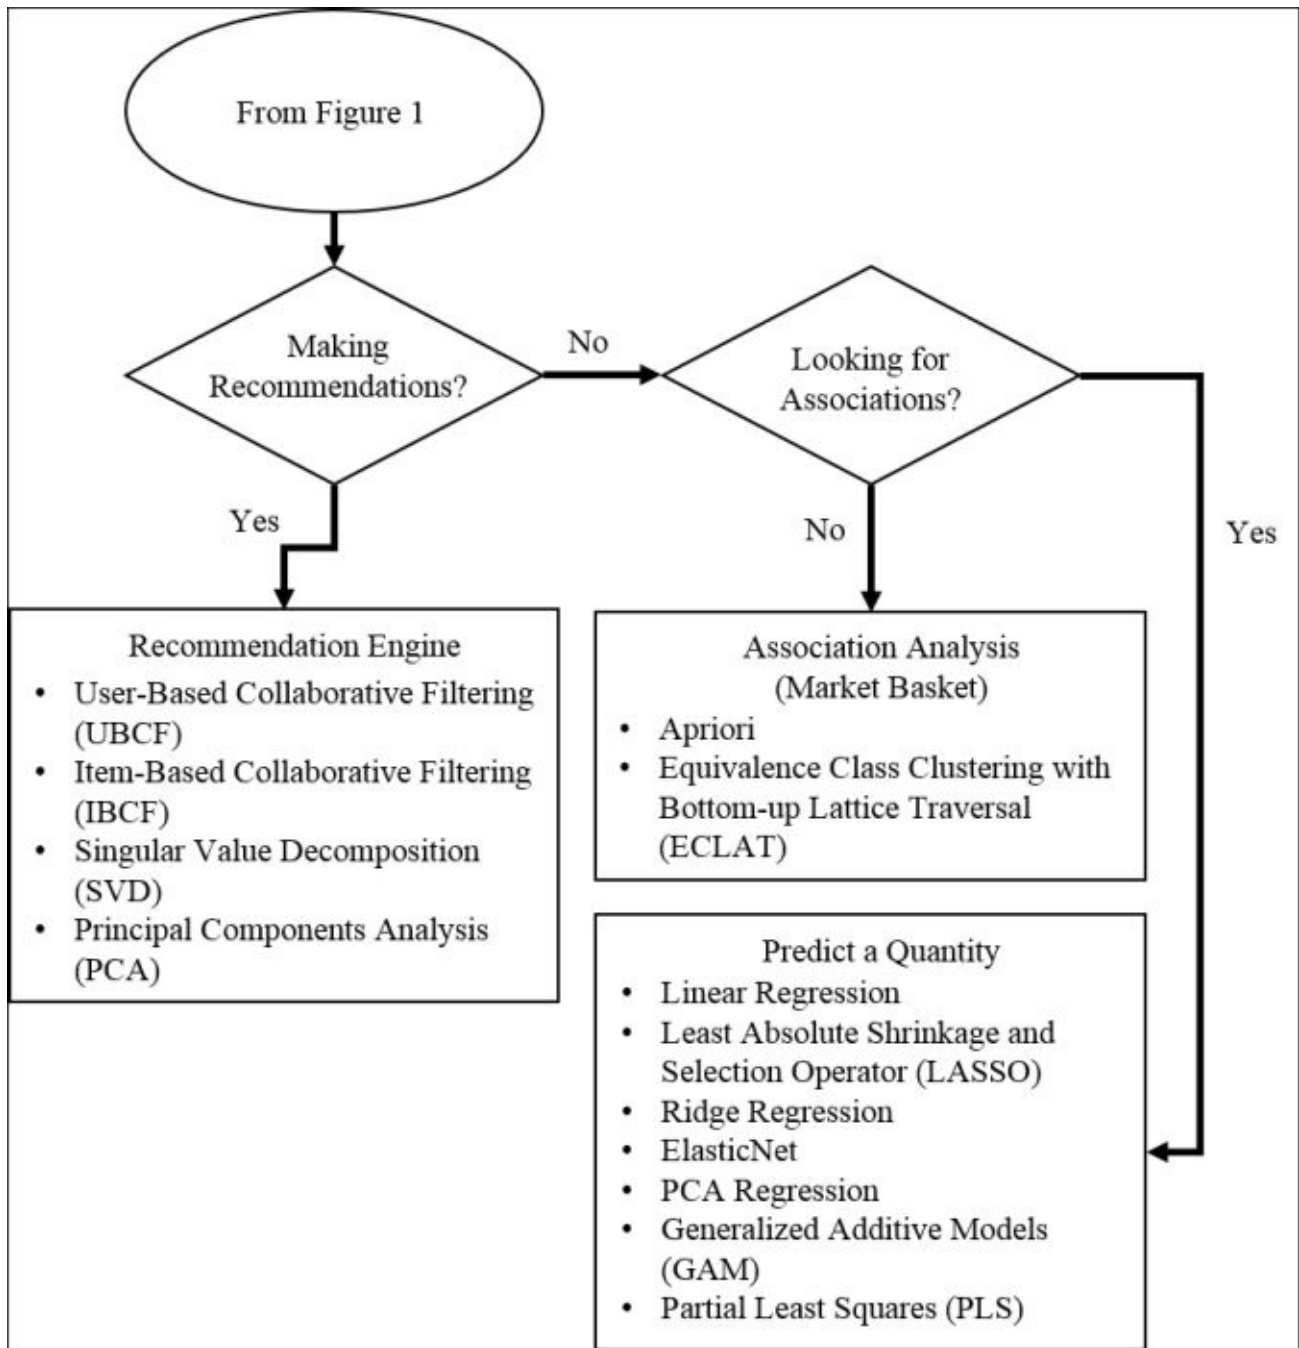 From Figure 1
Making
Recommendations?
No
Looking for
Associations?
Yes
No
Yes
Recommendation Engine
• User-Based Collaborative Filtering
(UBCF)
• Item-Based Collaborative Filtering
(IBCF)
• Singular Value Decomposition
(SVD)
• Principal Components Analysis
(PCA)
Association Analysis
(Market Basket)
• Apriori
• Equivalence Class Clustering with
Bottom-up Lattice Traversal
(ECLAT)
Predict a Quantity
• Linear Regression
• Least Absolute Shrinkage and
Selection Operator (LASSO)
• Ridge Regression
• ElasticNet
• PCA Regression
• Generalized Additive Models
(GAM)
• Partial Least Squares (PLS)